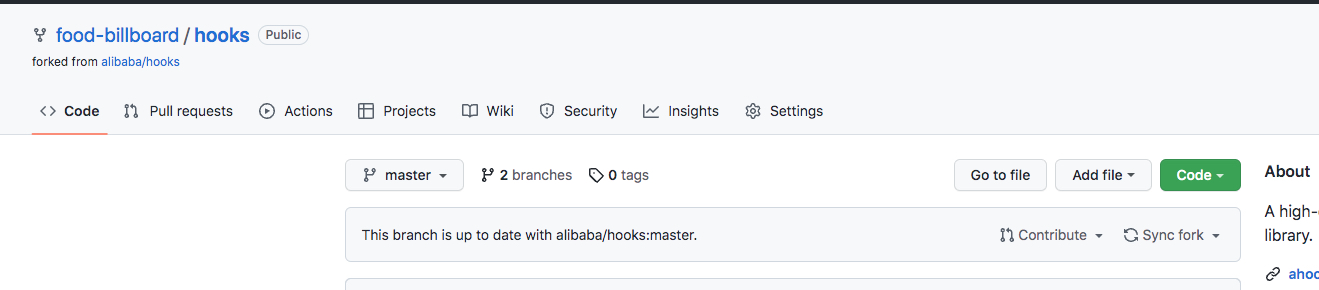 food-billboard / hooks Public
forked from alibaba/hooks
Code Pull requests Actions Projects Wiki Security Insights Settings
master 2 branches 0 tags Go to file Add file Code About
This branch is up to date with alibaba/hooks:master. Contribute Sync fork
A high-
library.
ahoo